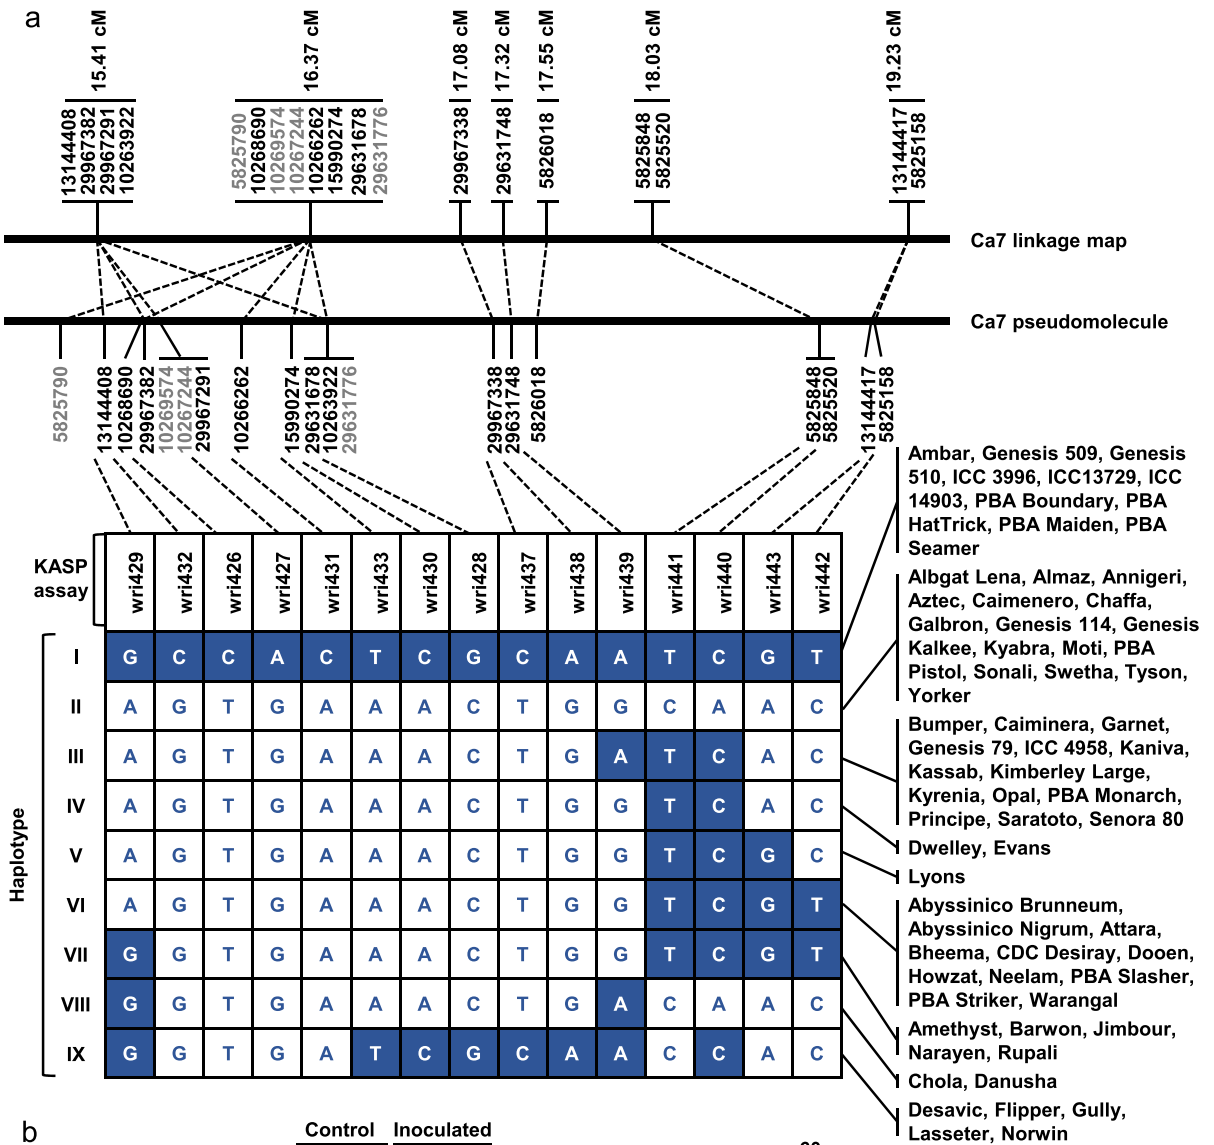 a
15.41 cM
16.37 cM
17.08 cM
17.32 cM
17.55 cM
18.03 cM
19.23 cM
13144408
29967382
29967291
10263922
5825790
10268690
10269574
10267244
10266262
15990274
29631678
29631776
29967338
29631748
5826018
5825848
5825520
13144417
5825158
Ca7 linkage map
Ca7 pseudomolecule
5825790
13144408
10268690
29967382
10269574
10267244
29967291
10266262
15990274
29631678
10263922
29631776
29967338
29631748
5826018
5825848
5825520
13144417
5825158
KASP
assay
wri429 wri432 wri426 wri427 wri431 wri433 wri430 wri428 wri437 wri438 wri439 wri441 wri440 wri443 wri442
Haplotype
I G C C A C T C G C A A T C G T
II A G T G A A A C T G G C A A C
III A G T G A A A C T G A T C A C
IV A G T G A A A C T G G T C A C
V A G T G A A A C T G G T C G C
VI A G T G A A A C T G G T C G T
VII G G T G A A A C T G G T C G T
VIII G G T G A A A C T G A C A A C
IX G G T G A T C G C A A C C A C
Ambar, Genesis 509, Genesis
510, ICC 3996, ICC13729, ICC
14903, PBA Boundary, PBA
HatTrick, PBA Maiden, PBA
Seamer
Albgat Lena, Almaz, Annigeri,
Aztec, Caimenero, Chaffa,
Galbron, Genesis 114, Genesis
Kalkee, Kyabra, Moti, PBA
Pistol, Sonali, Swetha, Tyson,
Yorker
Bumper, Caiminera, Garnet,
Genesis 79, ICC 4958, Kaniva,
Kassab, Kimberley Large,
Kyrenia, Opal, PBA Monarch,
Principe, Saratoto, Senora 80
Dwelley, Evans
Lyons
Abyssinico Brunneum,
Abyssinico Nigrum, Attara,
Bheema, CDC Desiray, Dooen,
Howzat, Neelam, PBA Slasher,
PBA Striker, Warangal
Amethyst, Barwon, Jimbour,
Narayen, Rupali
Chola, Danusha
Desavic, Flipper, Gully,
Lasseter, Norwin
b
Control Inoculated